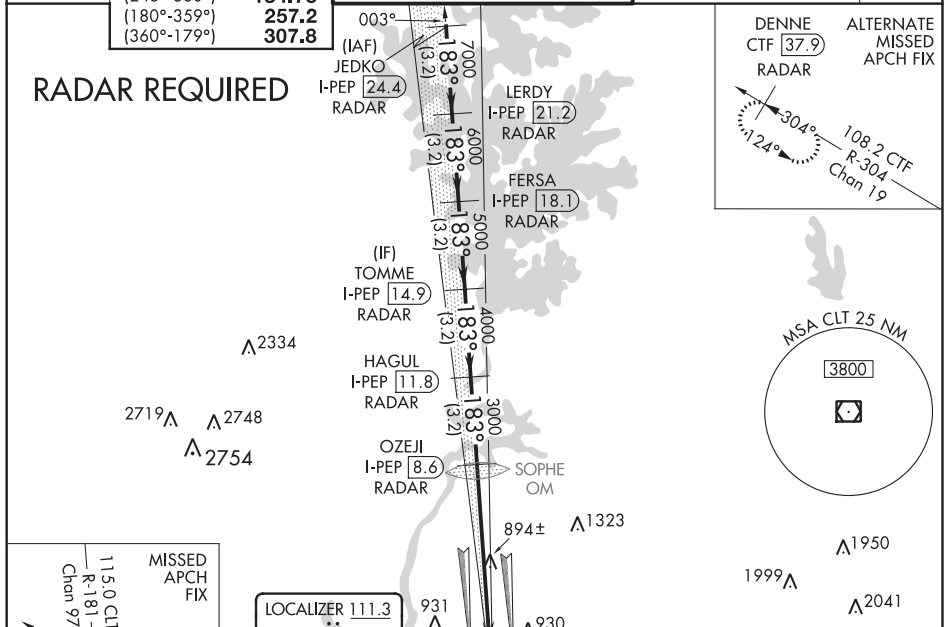 (180°-359°) 257.2
(360°-179°) 307.8
RADAR REQUIRED
003°
(IAF)
JEDKO
I-PEP 24.4
RADAR
7000
183°
(3.2)
LERDY
I-PEP 21.2
RADAR
6000
183°
(3.2)
FERSA
I-PEP 18.1
RADAR
5000
183°
(3.2)
(IF)
TOMME
I-PEP 14.9
RADAR
4000
183°
(3.2)
HAGUL
I-PEP 11.8
RADAR
3000
183°
(3.2)
OZEJI
I-PEP 8.6
RADAR
SOPHE
OM
DENNE
CTF 37.9
RADAR
ALTERNATE
MISSED
APCH FIX
304°
124°
108.2 CTF
R-304
Chan 19
MSA CLT 25 NM
3800
2334
2719
2748
2754
894±
1323
1950
1999
2041
931
930
MISSED
APCH
FIX
115.0 CLT
R-181
Chan 97
LOCALIZER 111.3